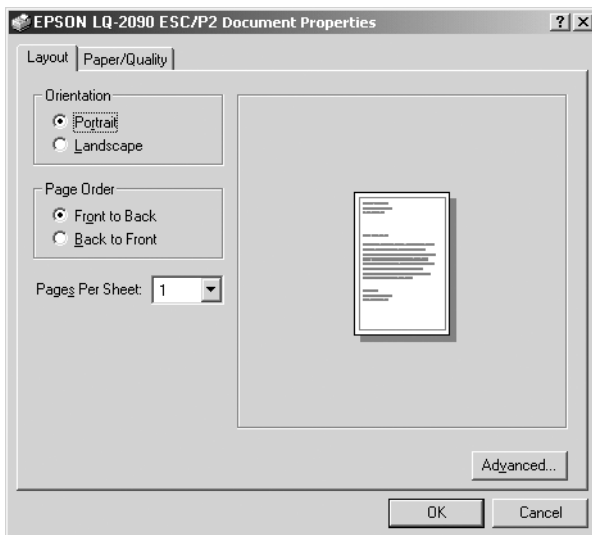 EPSON LQ-2090 ESC/P2 Document Properties ? ×
Layout Paper/Quality
Orientation
Portrait
Landscape
Page Order
Front to Back
Back to Front
Pages Per Sheet: 1
Advanced...
OK Cancel